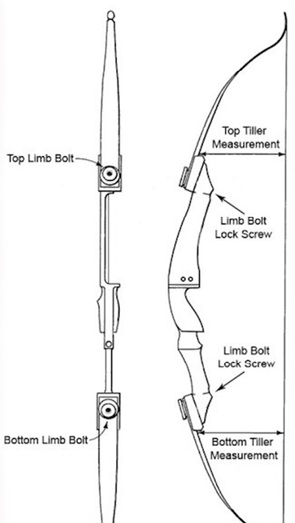 Top Limb Bolt
Top Tiller
Measurement
Limb Bolt
Lock Screw
Limb Bolt
Lock Screw
Bottom Limb Bolt
Bottom Tiller
Measurement